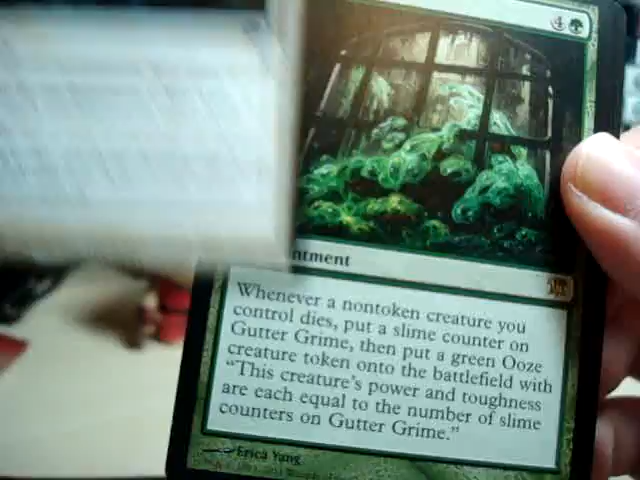 4
ntment
Whenever a nontoken creature you
control dies, put a slime counter on
Gutter Grime, then put a green Ooze
creature token onto the battlefield with
“This creature’s power and toughness
are each equal to the number of slime
counters on Gutter Grime.”
Erica Yang